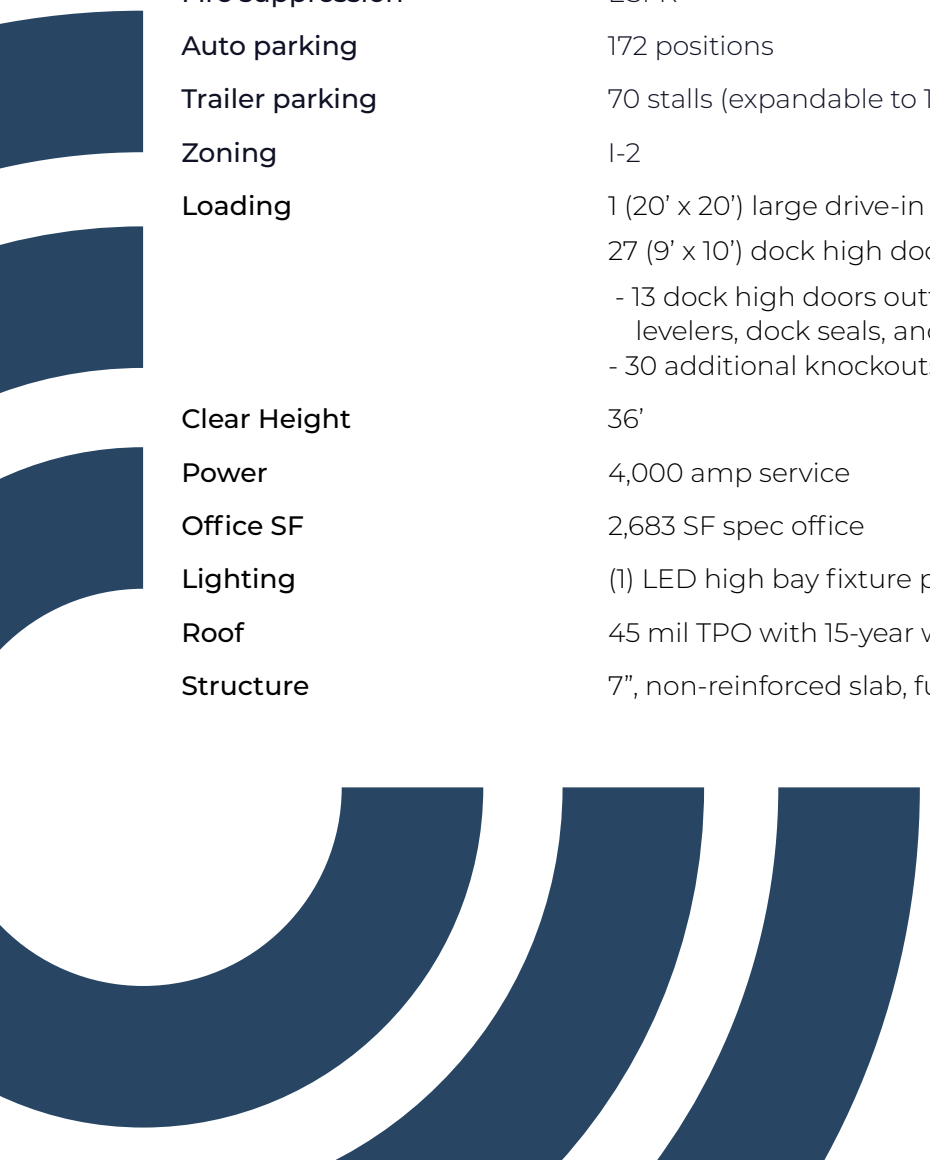 Auto parking 172 positions
Trailer parking 70 stalls (expandable to
Zoning I-2
Loading 1 (20’ x 20’) large drive-in
27 (9’ x 10’) dock high
- 13 dock high doors
levelers, dock seals,
- 30 additional
Clear Height 36’
Power 4,000 amp service
Office SF 2,683 SF spec office
Lighting (1) LED high bay fixture
Roof 45 mil TPO with 15-year
Structure 7”, non-reinforced slab,